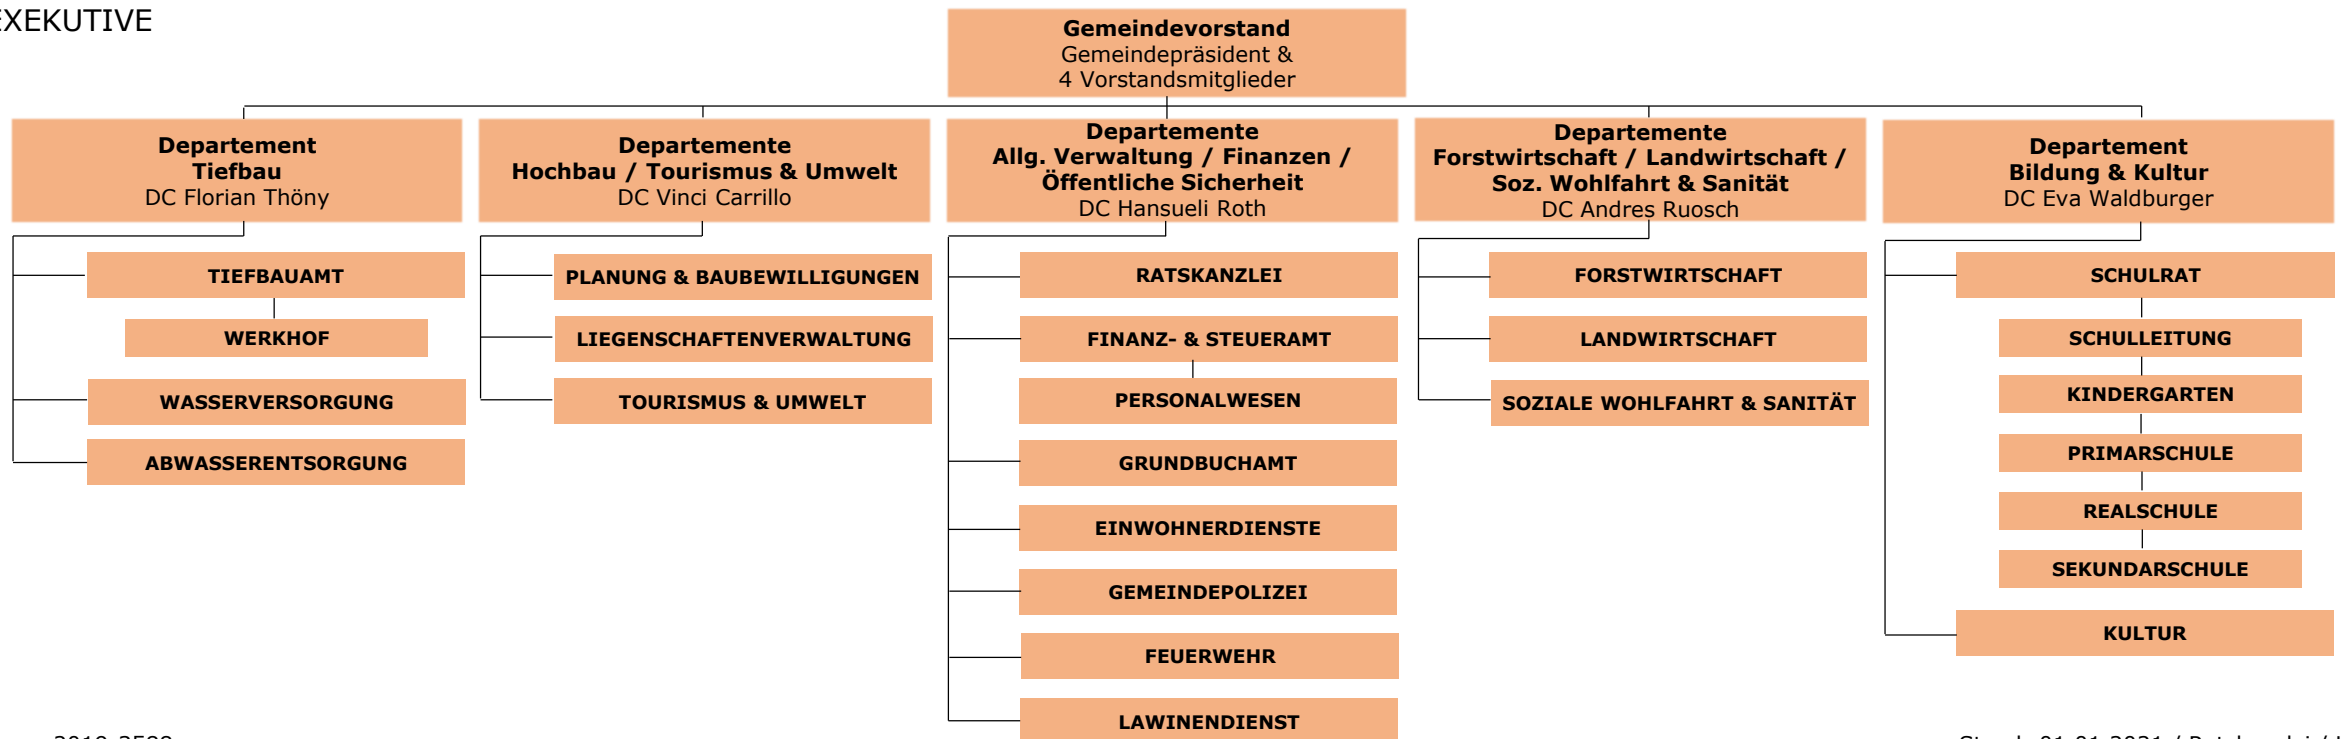 EXEKUTIVE
Gemeindevorstand
Gemeindepräsident &
4 Vorstandsmitglieder
Departement
Tiefbau
DC Florian Thöny
TIEFBAUAMT
WERKHOF
WASSERVERSORGUNG
ABWASSERENTSORGUNG
Departemente
Hochbau / Tourismus & Umwelt
DC Vinci Carrillo
PLANUNG & BAUBEWILLIGUNGEN
LIEGENSCHAFTENVERWALTUNG
TOURISMUS & UMWELT
Departemente
Allg. Verwaltung / Finanzen /
Öffentliche Sicherheit
DC Hansueli Roth
RATSKANZLEI
FINANZ- & STEUERAMT
PERSONALWESEN
GRUNDBUCHAMT
EINWOHNERDIENSTE
GEMEINDEPOLIZEI
FEUERWEHR
LAWINENDIENST
Departemente
Forstwirtschaft / Landwirtschaft /
Soz. Wohlfahrt & Sanität
DC Andres Ruosch
FORSTWIRTSCHAFT
LANDWIRTSCHAFT
SOZIALE WOHLFAHRT & SANITÄT
Departement
Bildung & Kultur
DC Eva Waldburger
SCHULRAT
SCHULLEITUNG
KINDERGARTEN
PRIMARSCHULE
REALSCHULE
SEKUNDARSCHULE
KULTUR